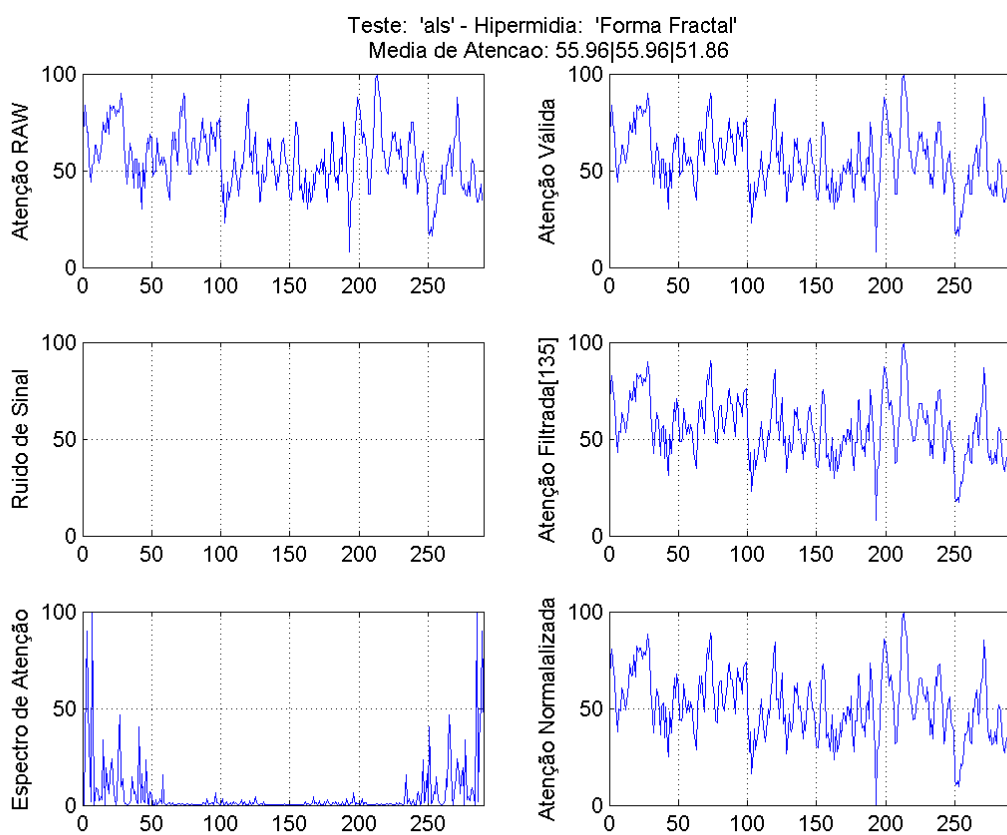 Teste: 'als' - Hipermidia: 'Forma Fractal'
Media de Atencao: 55.96|55.96|51.86
Atenção RAW
100
50
0
0 50 100 150 200 250
Atenção Válida
100
50
0
0 50 100 150 200 250
Ruido de Sinal
100
50
0
0 50 100 150 200 250
Atenção Filtrada[135]
100
50
0
0 50 100 150 200 250
Espectro de Atenção
100
50
0
0 50 100 150 200 250
Atenção Normalalizada
100
50
0
0 50 100 150 200 250